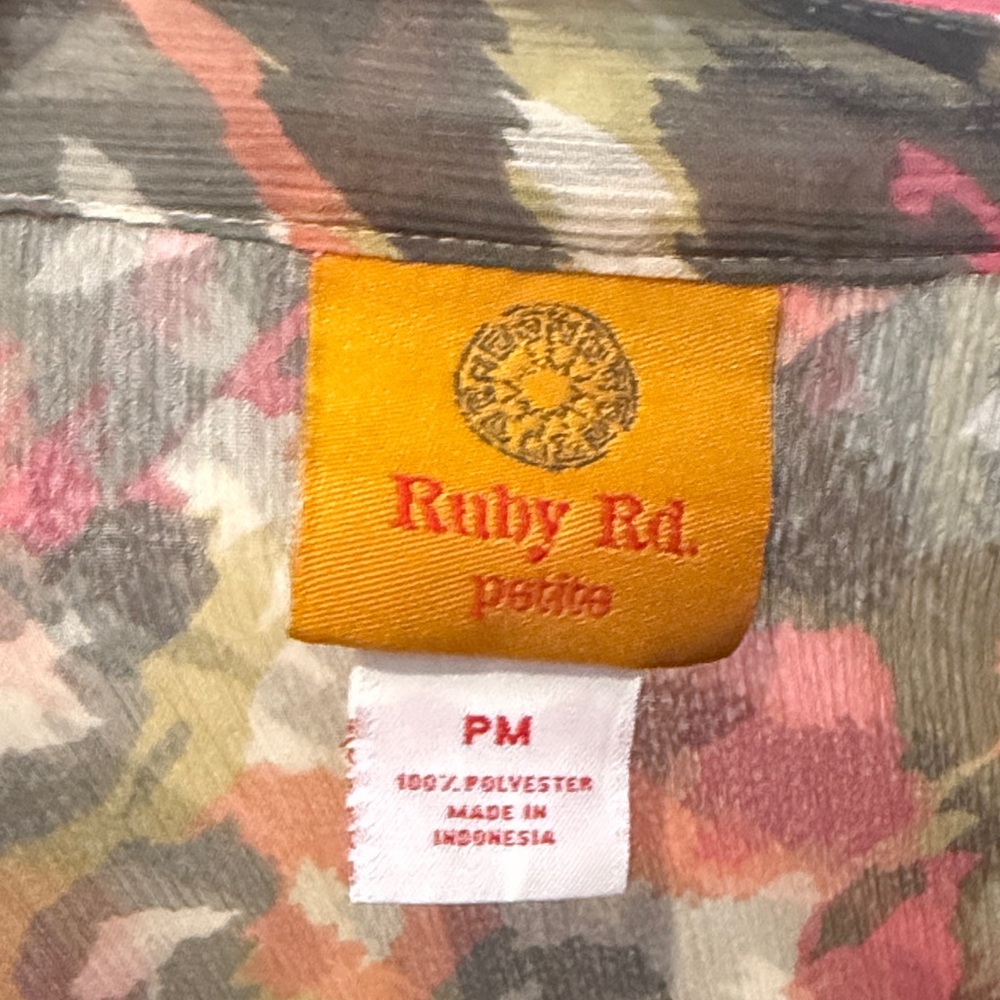 Ruby Rd.
petite
PM
100% POLYESTER
MADE IN
INDONESIA